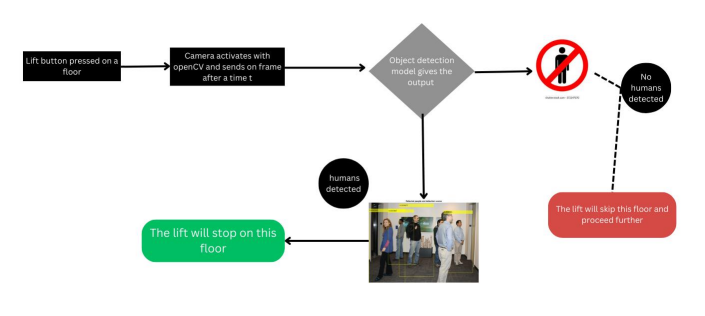 Lift button pressed on a
floor
Camera activates with
openCV and sends on frame
after a time t
Object detection
model gives the
output
No
humans
detected
humans
detected
The lift will skip this floor and
proceed further
The lift will stop on this
floor